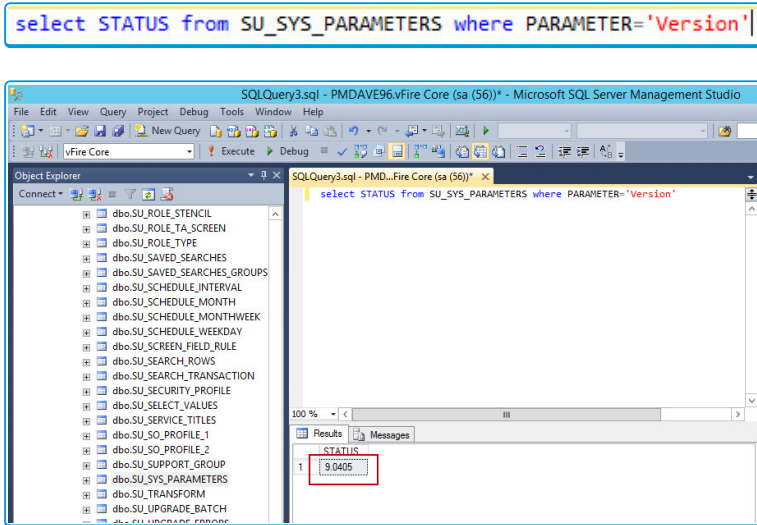 select STATUS from SU_SYS_PARAMETERS where PARAMETER='Version'
SQLQuery3.sql - PMDAVE96.vFire Core (sa (56))* - Microsoft SQL Server Management Studio
File Edit View Query Project Debug Tools Window Help
New Query
vFire Core Execute Debug
Object Explorer
SQLQuery3.sql - PMD...Fire Core (sa (56))*
Connect
select STATUS from SU_SYS_PARAMETERS where PARAMETER='Version'
dbo.SU_ROLE_STENCIL
dbo.SU_ROLE_TA_SCREEN
dbo.SU_ROLE_TYPE
dbo.SU_SAVED_SEARCHES
dbo.SU_SAVED_SEARCHES_GROUPS
dbo.SU_SCHEDULE_INTERVAL
dbo.SU_SCHEDULE_MONTH
dbo.SU_SCHEDULE_MONTHWEEK
dbo.SU_SCHEDULE_WEEKDAY
dbo.SU_SCREEN_FIELD_RULE
dbo.SU_SEARCH_ROWS
dbo.SU_SEARCH_TRANSACTION
dbo.SU_SECURITY_PROFILE
dbo.SU_SELECT_VALUES
dbo.SU_SERVICE_TITLES
dbo.SU_SO_PROFILE_1
dbo.SU_SO_PROFILE_2
dbo.SU_SUPPORT_GROUP
dbo.SU_SYS_PARAMETERS
dbo.SU_TRANSFORM
dbo.SU_UPGRADE_BATCH
dbo.SU_UPGRADE_ERRORS
100 %
Results Messages
STATUS
1 9.0405